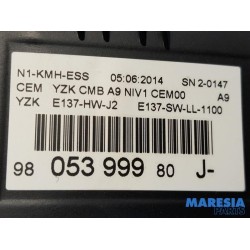 N1-KMH-ESS 05:06:2014 SN 2-0147
CEM YZK CMB A9 NIV1 CEM00 A9
YZK E137-HW-J2 E137-SW-LL-1100
98 053 999 80 J-
MARESIA
PARTS